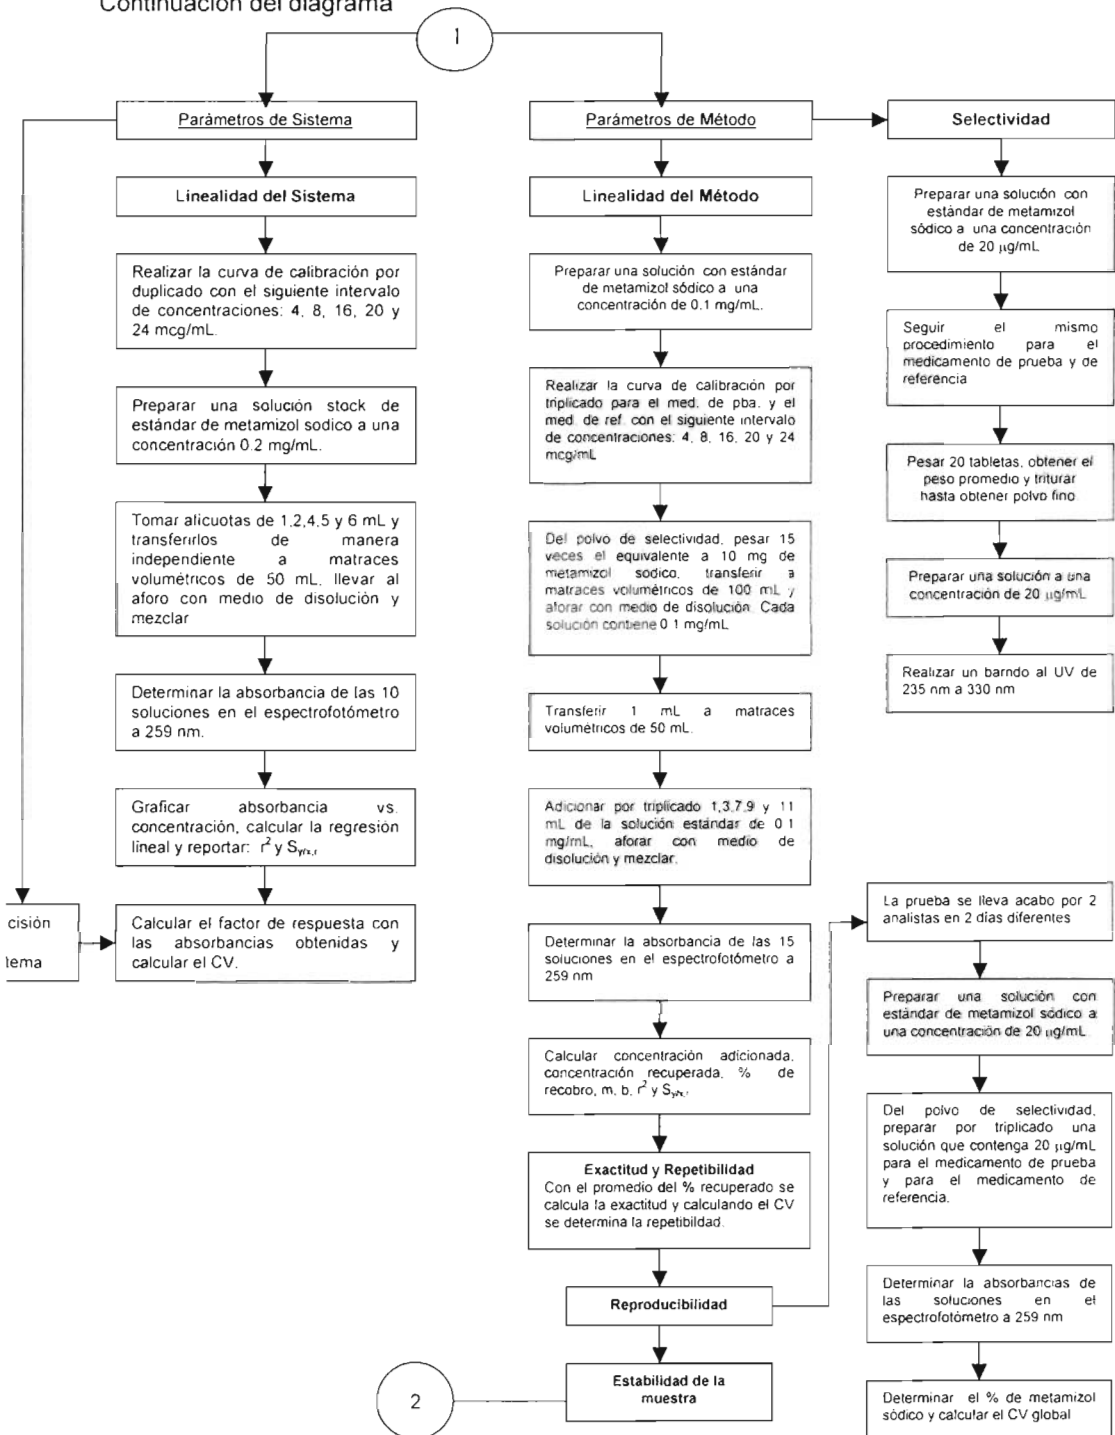 Continuación del diagrama
1
Parámetros de Sistema
Linealidad del Sistema
Realizar la curva de calibración por
duplicado con el siguiente intervalo
de concentraciones: 4, 8, 16, 20 y
24 mcg/mL.
Preparar una solución stock de
estándar de metamizol sodico a una
concentración 0.2 mg/mL.
Tomar alicuotas de 1,2,4,5 y 6 mL y
transferirlos de manera
independiente a matraces
volumétricos de 50 mL, llevar al
aforo con medio de disolución y
mezclar
Determinar la absorbancia de las 10
soluciones en el espectrofotómetro
a 259 nm.
Graficar absorbancia vs.
concentración, calcular la regresión
lineal y reportar: r² y Sy/x,r
cisión
tema
Calcular el factor de respuesta con
las absorbancias obtenidas y
calcular el CV.
Parámetros de Método
Linealidad del Método
Preparar una solución con estándar
de metamizol sódico a una
concentración de 0.1 mg/mL.
Realizar la curva de calibración por
triplicado para el med. de pba. y el
med. de ref. con el siguiente intervalo
de concentraciones: 4, 8, 16, 20 y 24
mcg/mL
Del polvo de selectividad, pesar 15
veces el equivalente a 10 mg de
metamizol sodico, transferir a
matraces volumétricos de 100 mL y
aforar con medio de disolución. Cada
solución contiene 0.1 mg/mL
Transferir 1 mL a matraces
volumétricos de 50 mL.
Adicionar por triplicado 1,3,7,9 y 11
mL de la solución estándar de 0.1
mg/mL, aforar con medio de
disolución y mezclar.
Determinar la absorbancia de las 15
soluciones en el espectrofotómetro a
259 nm
Calcular concentración adicionada,
concentración recuperada, % de
recobro, m, b, r² y Sy/x,r
Exactitud y Repetibilidad
Con el promedio del % recuperado se
calcula la exactitud y calculando el CV
se determina la repetibildad.
Reproducibilidad
Estabilidad de la
muestra
2
Selectividad
Preparar una solución con
estándar de metamizol
sódico a una concentración
de 20 µg/mL
Seguir el mismo
procedimiento para el
medicamento de prueba y de
referencia
Pesar 20 tabletas, obtener el
peso promedio y triturar
hasta obtener polvo fino
Preparar una solución a una
concentración de 20 µg/mL
Realizar un barrido al UV de
235 nm a 330 nm
La prueba se lleva acabo por 2
analistas en 2 días diferentes
Preparar una solución con
estándar de metamizol sódico a
una concentración de 20 µg/mL
Del polvo de selectividad,
preparar por triplicado una
solución que contenga 20 µg/mL
para el medicamento de prueba
y para el medicamento de
referencia.
Determinar la absorbancias de
las soluciones en el
espectrofotómetro a 259 nm
Determinar el % de metamizol
sódico y calcular el CV global